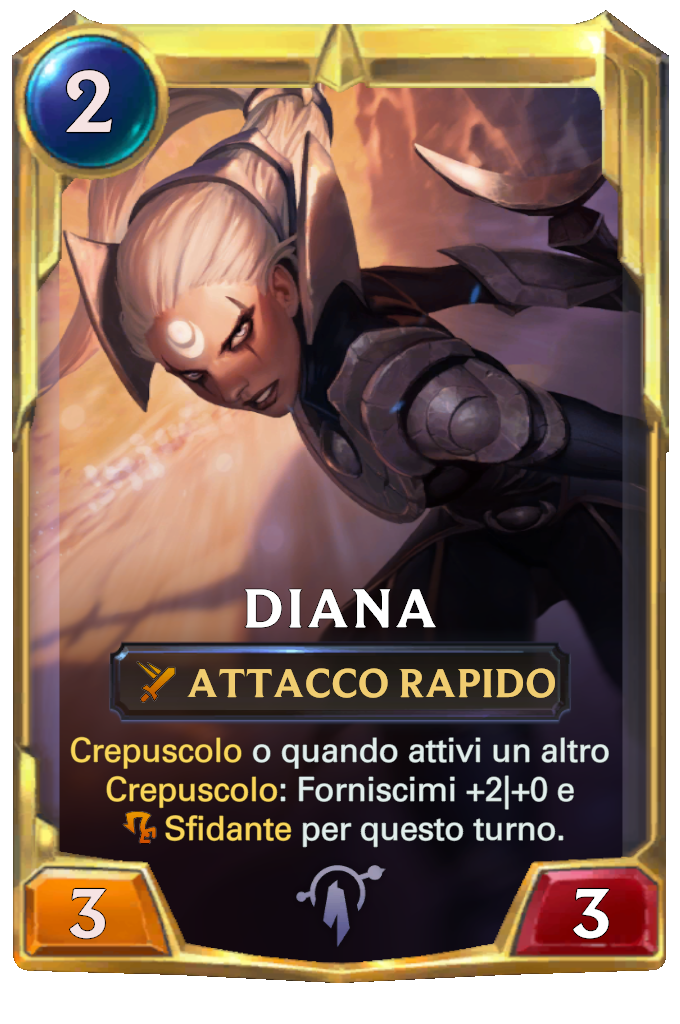 2
DIANA
ATTACCO RAPIDO
Crepuscolo o quando attivi un altro
Crepuscolo: Forniscimi +2|+0 e
Sfidante per questo turno.
3
3